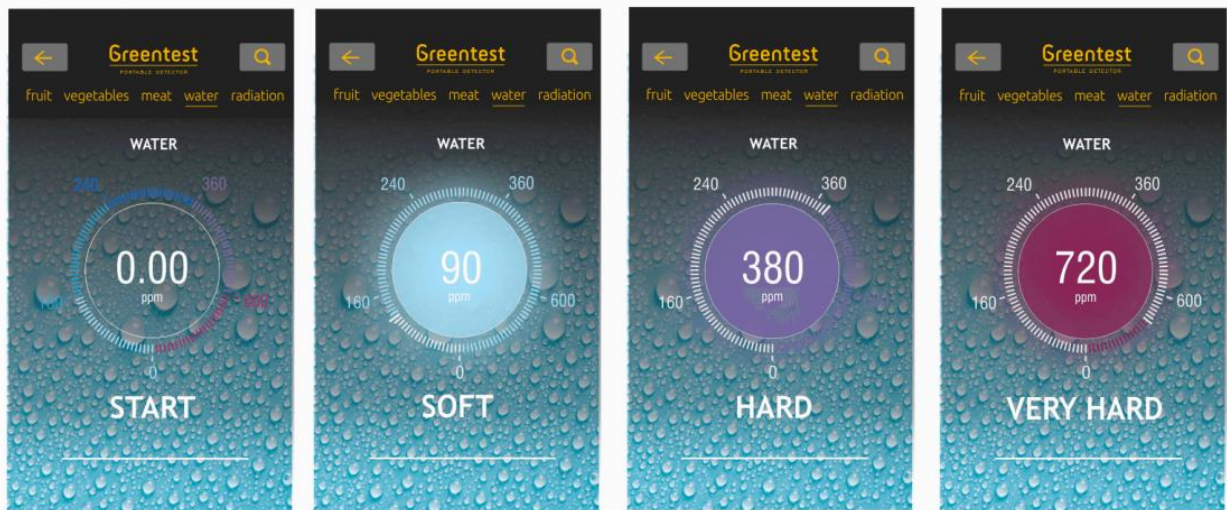 Greentest
PORTABLE DETECTOR
fruit vegetables meat water radiation
WATER
240
360
160
600
0.00
ppm
0
START
Greentest
PORTABLE DETECTOR
fruit vegetables meat water radiation
WATER
240
360
90
ppm
160
600
0
SOFT
Greentest
PORTABLE DETECTOR
fruit vegetables meat water radiation
WATER
240
360
380
ppm
160
0
HARD
Greentest
PORTABLE DETECTOR
fruit vegetables meat water radiation
WATER
240
360
720
ppm
160
600
0
VERY HARD